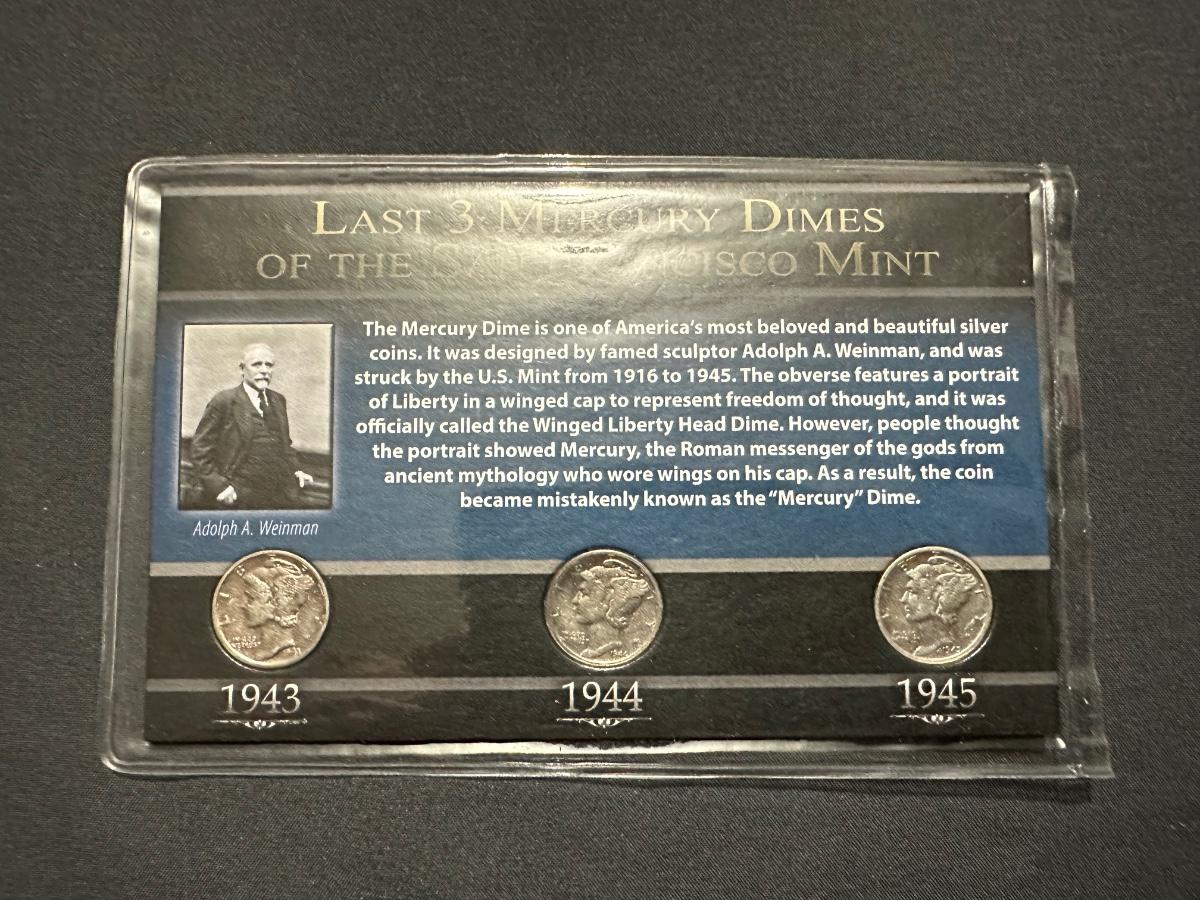 LAST 3 MERCURY DIMES
OF THE SAN FRANCISCO MINT
The Mercury Dime is one of America's most beloved and beautiful silver
coins. It was designed by famed sculptor Adolph A. Weinman, and was
struck by the U.S. Mint from 1916 to 1945. The obverse features a portrait
of Liberty in a winged cap to represent freedom of thought, and it was
officially called the Winged Liberty Head Dime. However, people thought
the portrait showed Mercury, the Roman messenger of the gods from
ancient mythology who wore wings on his cap. As a result, the coin
became mistakenly known as the “Mercury” Dime.
Adolph A. Weinman
1943
1944
1945